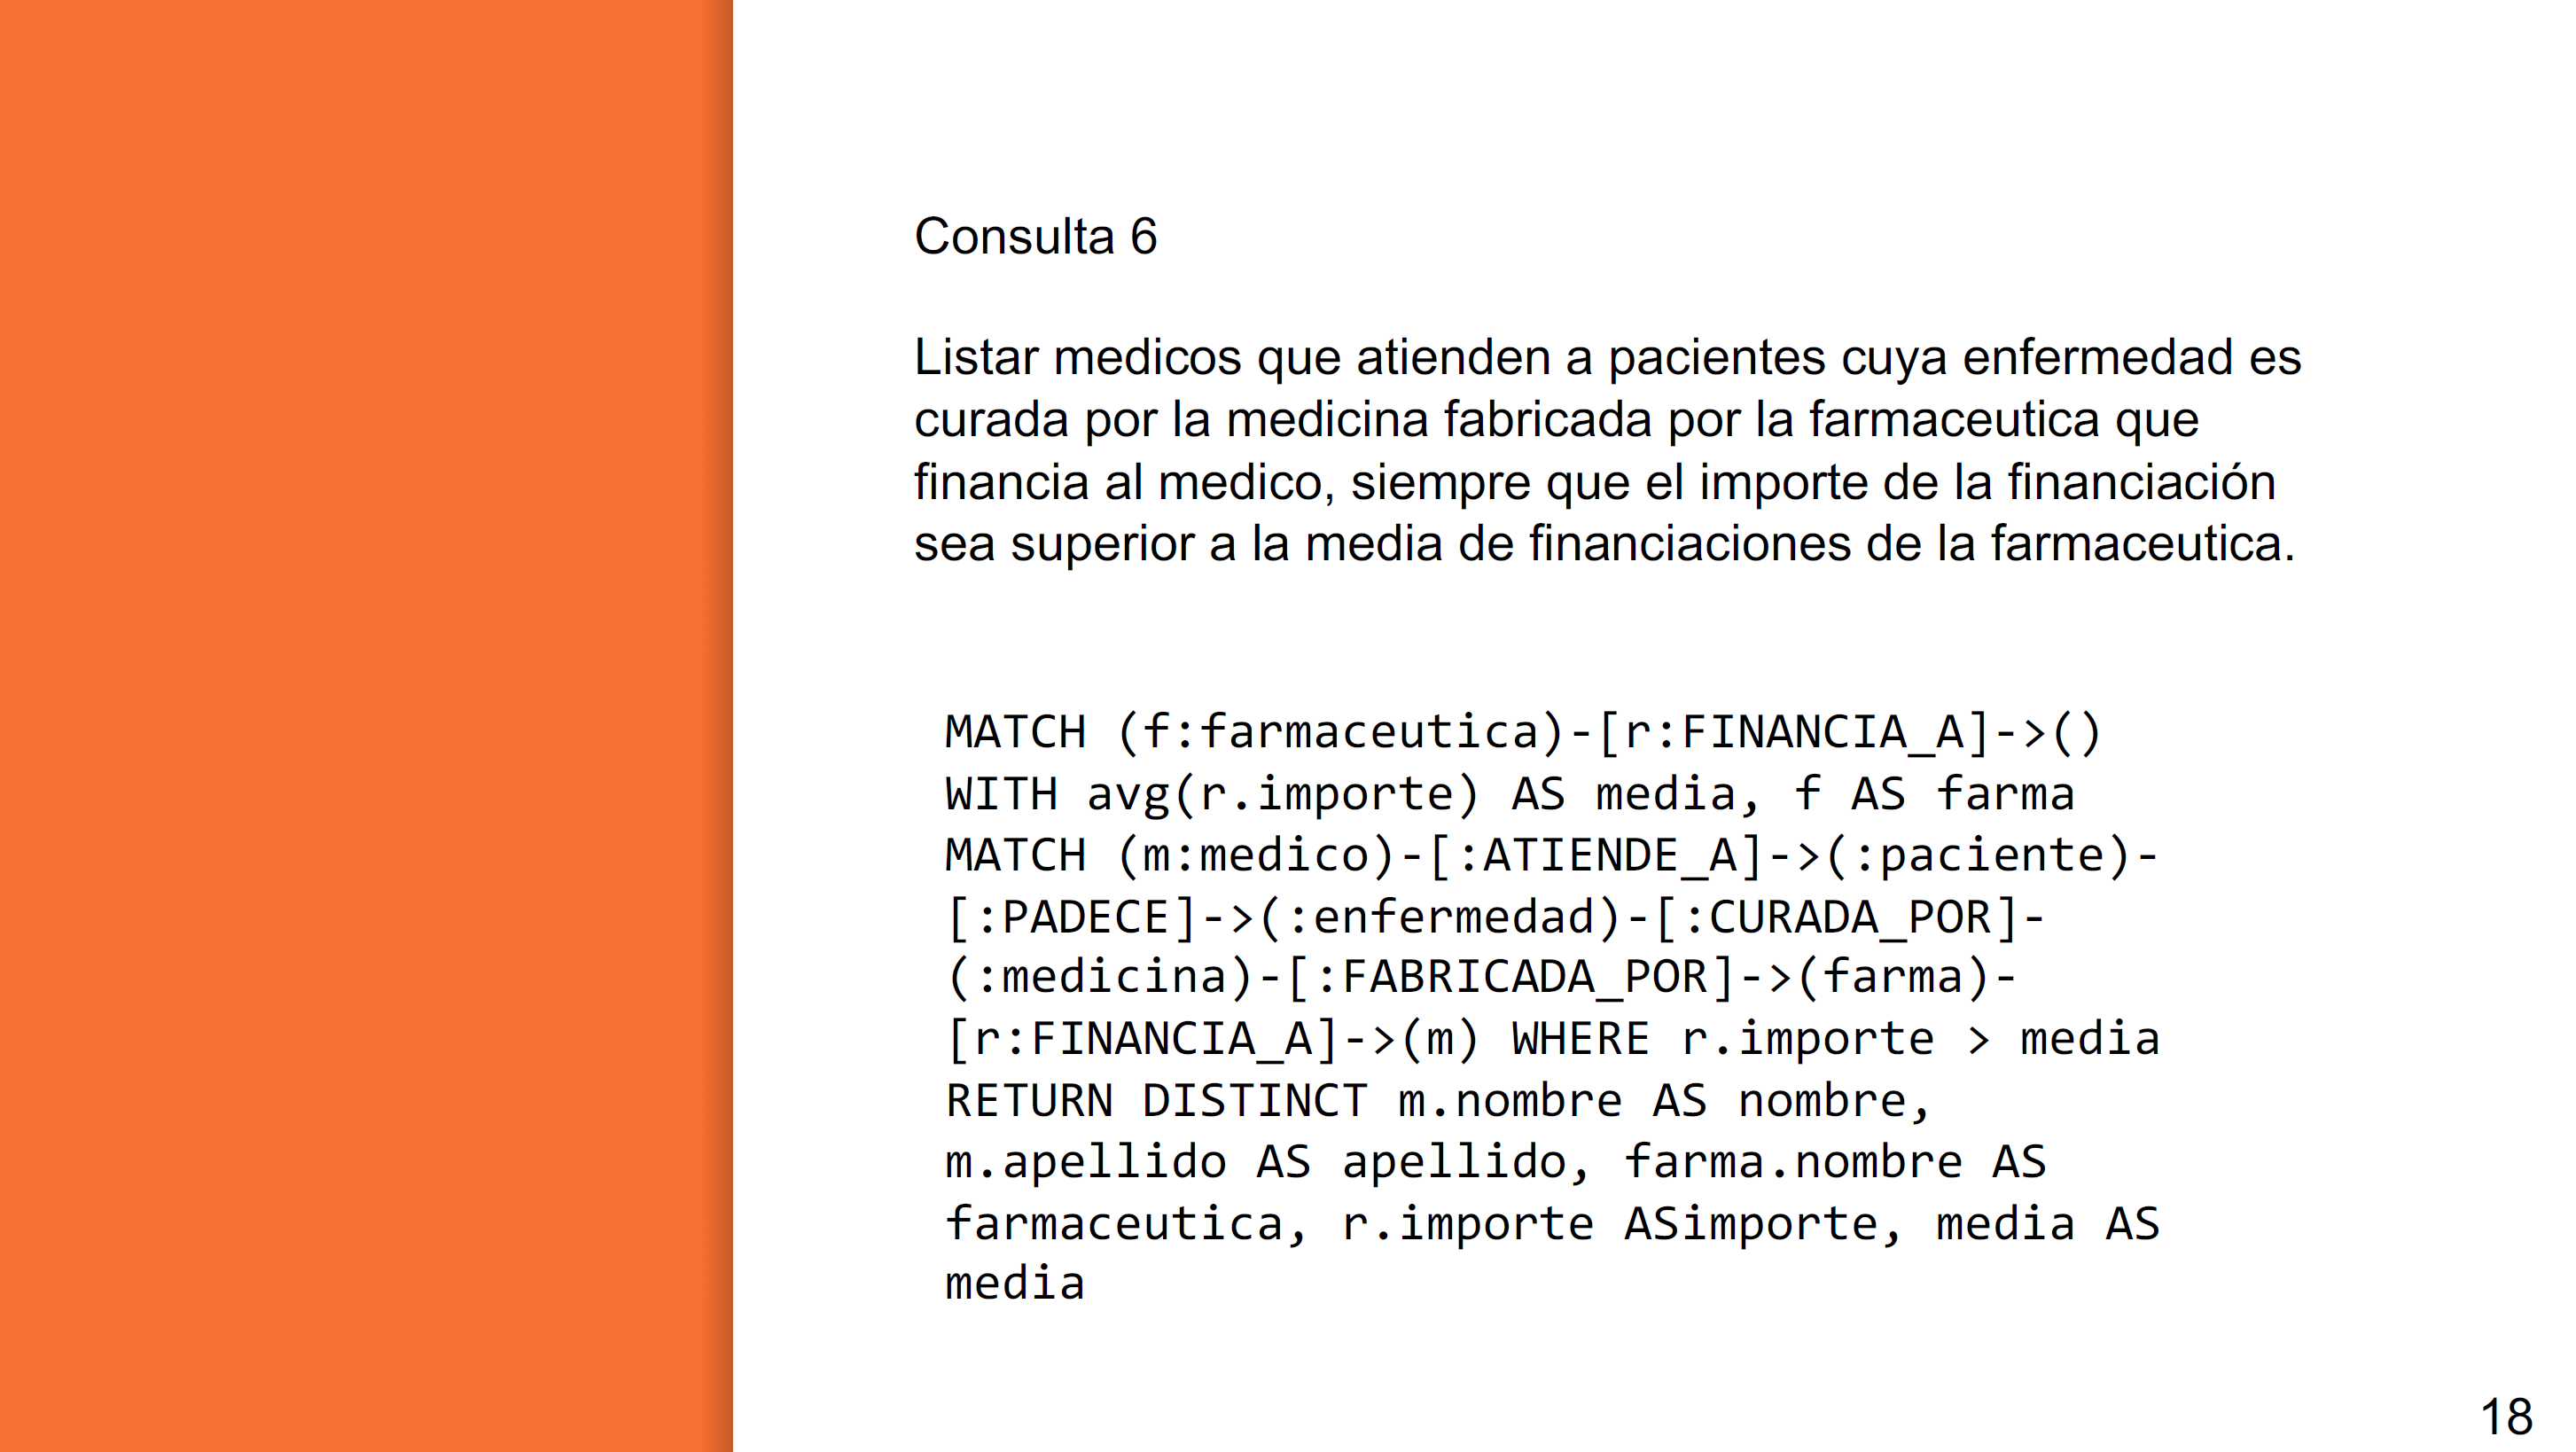 Consulta 6
Listar medicos que atienden a pacientes cuya enfermedad es
curada por la medicina fabricada por la farmaceutica que
financia al medico, siempre que el importe de la financiación
sea superior a la media de financiaciones de la farmaceutica.
MATCH (f:farmaceutica)-[r:FINANCIA_A]->()
WITH avg(r.importe) AS media, f AS farma
MATCH (m:medico)-[:ATIENDE_A]->(:paciente)-
[:PADECE]->(:enfermedad)-[:CURADA_POR]-
(:medicina)-[:FABRICADA_POR]->(farma)-
[r:FINANCIA_A]->(m) WHERE r.importe > media
RETURN DISTINCT m.nombre AS nombre,
m.apellido AS apellido, farma.nombre AS
farmaceutica, r.importe ASimporte, media AS
media
18